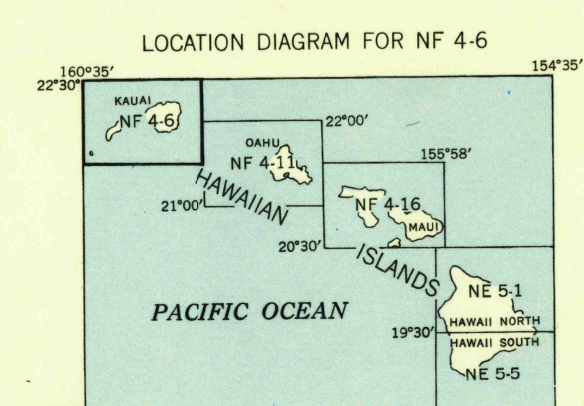 LOCATION DIAGRAM FOR NF 4-6
160°35' 154°35'
22°30'
KAUAI
NF 4-6
22°00'
OAHU
NF 4-11
155°58'
HAWAIIAN
21°00'
NF 4-16
MAUI
20°30'
ISLANDS
NE 5-1
PACIFIC OCEAN
HAWAII NORTH
19°30'
HAWAII SOUTH
NE 5-5